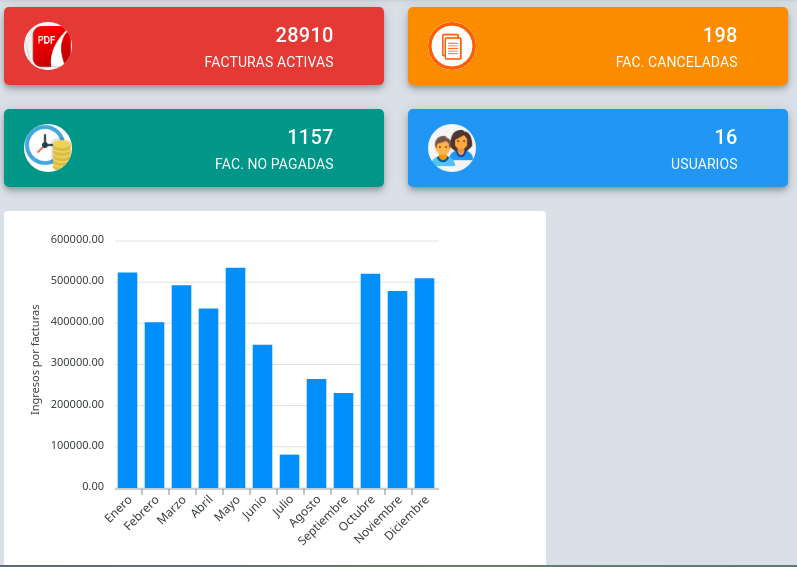 PDF
28910
FACTURAS ACTIVAS
198
FAC. CANCELADAS
1157
FAC. NO PAGADAS
16
USUARIOS
Ingresos por facturas
600000.00
500000.00
400000.00
300000.00
200000.00
100000.00
0.00
Enero
Febrero
Marzo
Abril
Mayo
Junio
Julio
Agosto
Septiembre
Octubre
Noviembre
Diciembre